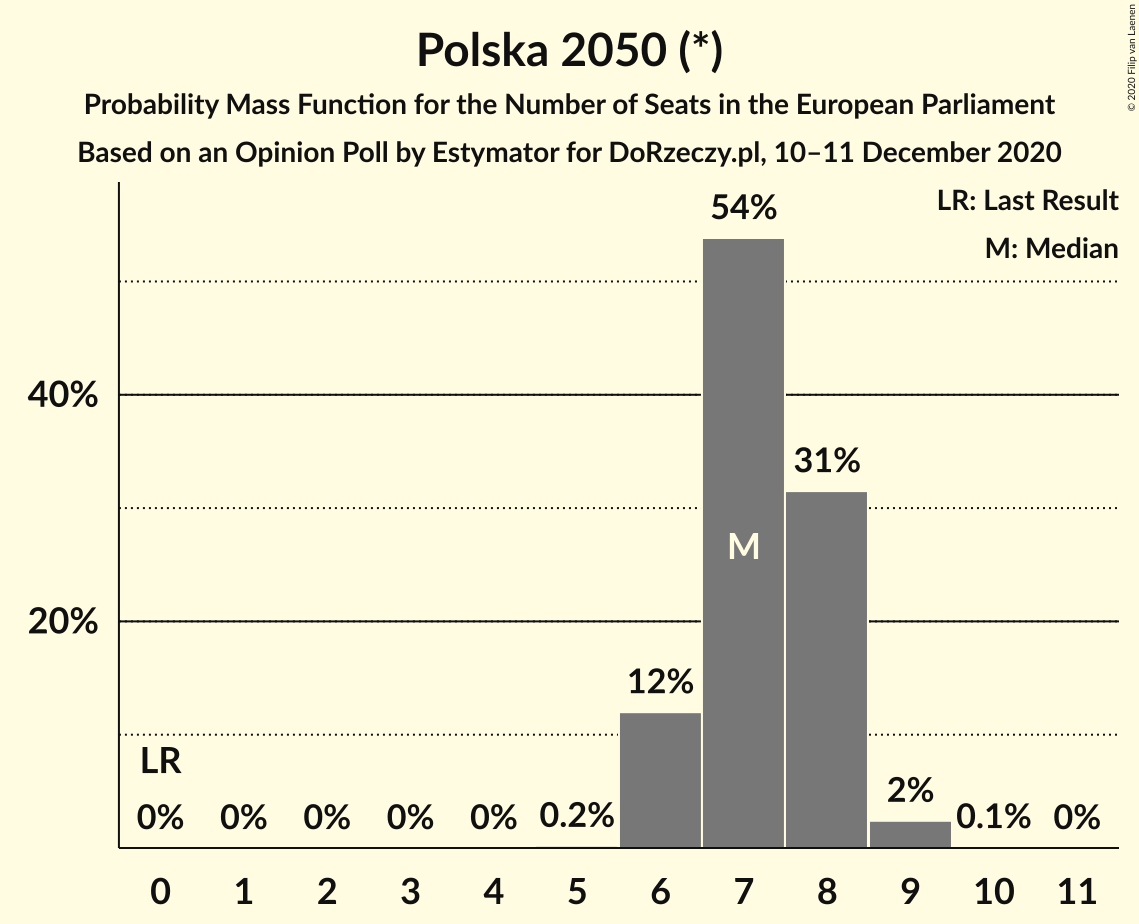 Polska 2050 (*)
Probability Mass Function for the Number of Seats in the European Parliament
Based on an Opinion Poll by Estymator for DoRzeczy.pl, 10–11 December 2020
© 2020 Filip van Laenen
LR: Last Result
M: Median
40%
20%
LR
0% 0% 0% 0% 0% 0.2% 12% 54% 31% 2% 0.1% 0%
M
0 1 2 3 4 5 6 7 8 9 10 11